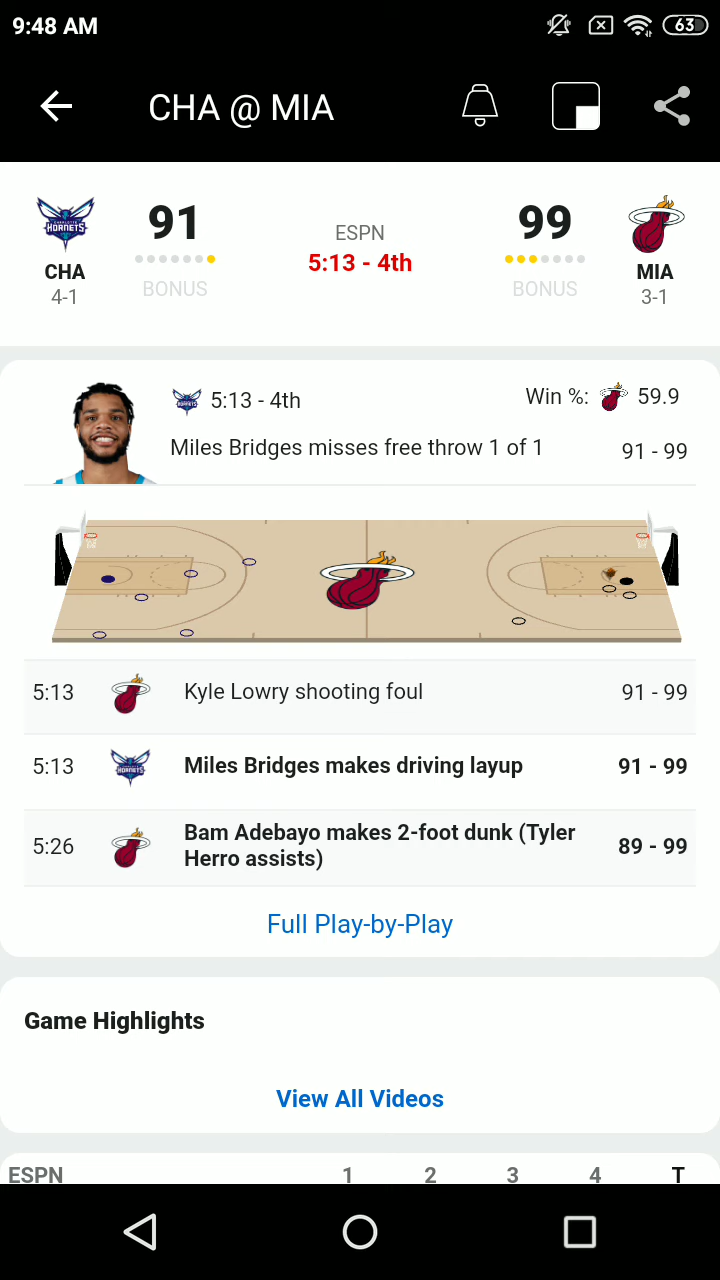 9:48 AM
63
CHA @ MIA
91
99
ESPN
5:13 - 4th
CHA
MIA
4-1
BONUS
BONUS
3-1
5:13 - 4th
Win %:
59.9
Miles Bridges misses free throw 1 of 1
91 - 99
5:13
Kyle Lowry shooting foul
91 - 99
5:13
Miles Bridges makes driving layup
91 - 99
5:26
Bam Adebayo makes 2-foot dunk (Tyler
Herro assists)
89 - 99
Full Play-by-Play
Game Highlights
View All Videos
ESPN 1 2 3 4 T